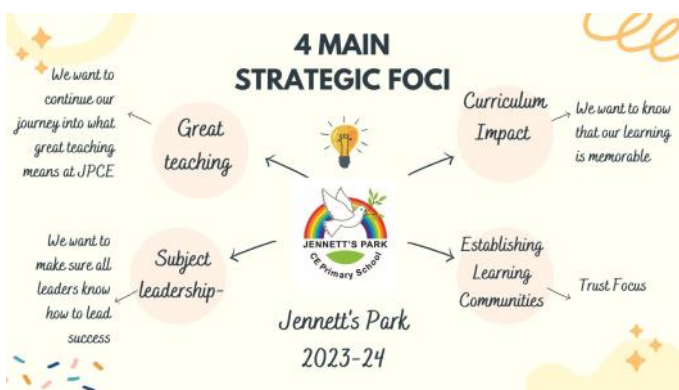 4 MAIN
STRATEGIC FOCI
We want to
continue our
journey into what
great teaching
means at JPCE
Great
teaching
Curriculum
Impact
We want to know
that our learning
is memorable
We want to
make sure all
leaders know
how to lead
success
Subject
leadership-
JENNETT'S PARK
CE Primary School
Establishing
Learning
Communities
Trust Focus
Jennett's Park
2023-24